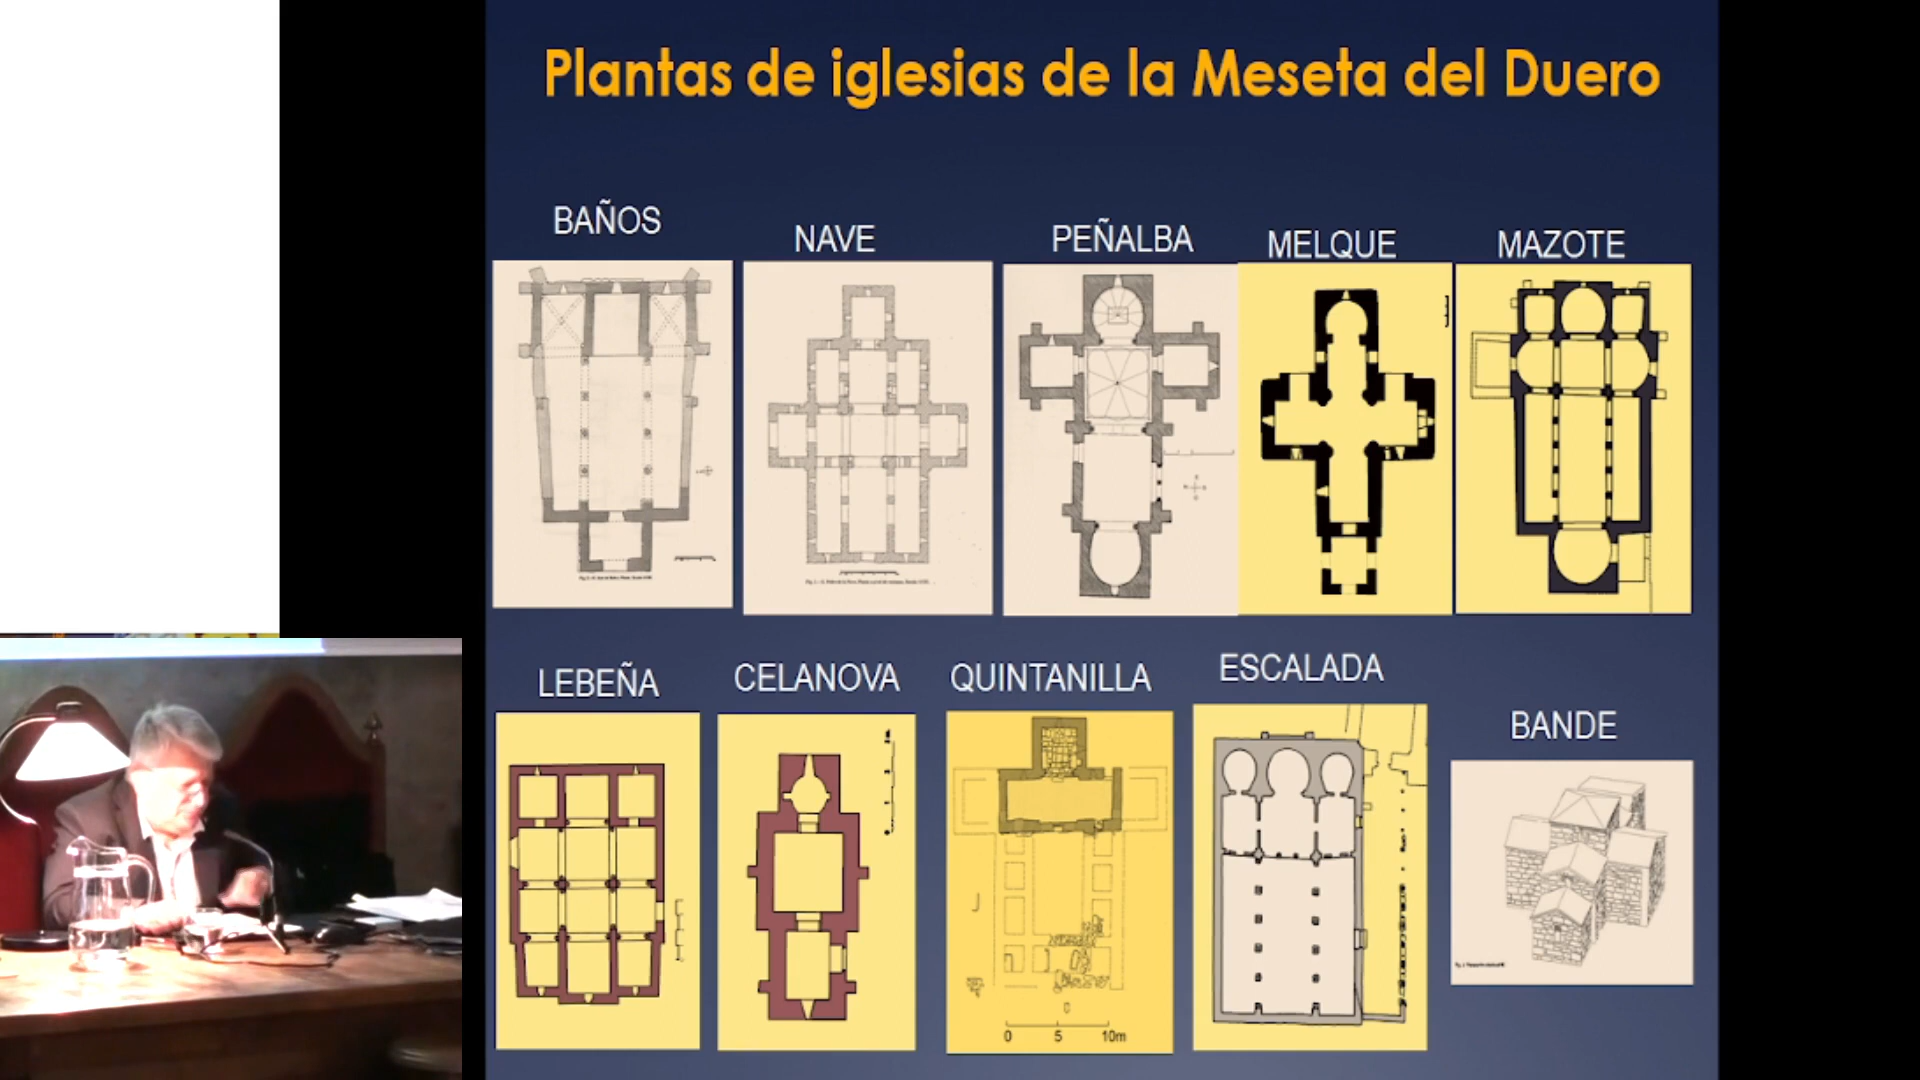 Plantas de iglesias de la Meseta del Duero
BAÑOS
NAVE
PEÑALBA
MELQUE
MAZOTE
LEBEÑA
CELANOVA
QUINTANILLA
ESCALADA
BANDE
0 5 10m